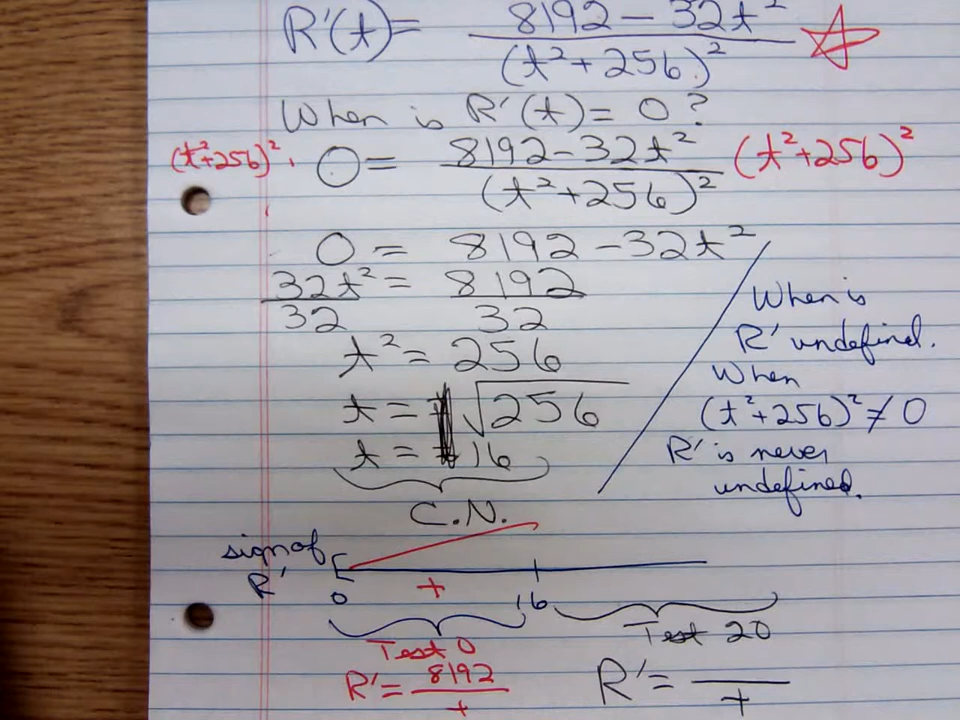 R'(t) = (8192 - 32t²)/(t² + 256)²
When is R'(t) = 0?
(t² + 256)² · 0 = (8192 - 32t²)/(t² + 256)² (t² + 256)²
0 = 8192 - 32t²
32t²/32 = 8192/32
t² = 256
t = √256
t = 16
C.N.
When is
R' undefined.
When
(t² + 256)² ≠ 0
R' is never
undefined.
sign of
R'
[ + 
0 16
Test 0
R' = 8192/+
Test 20
R' = /+